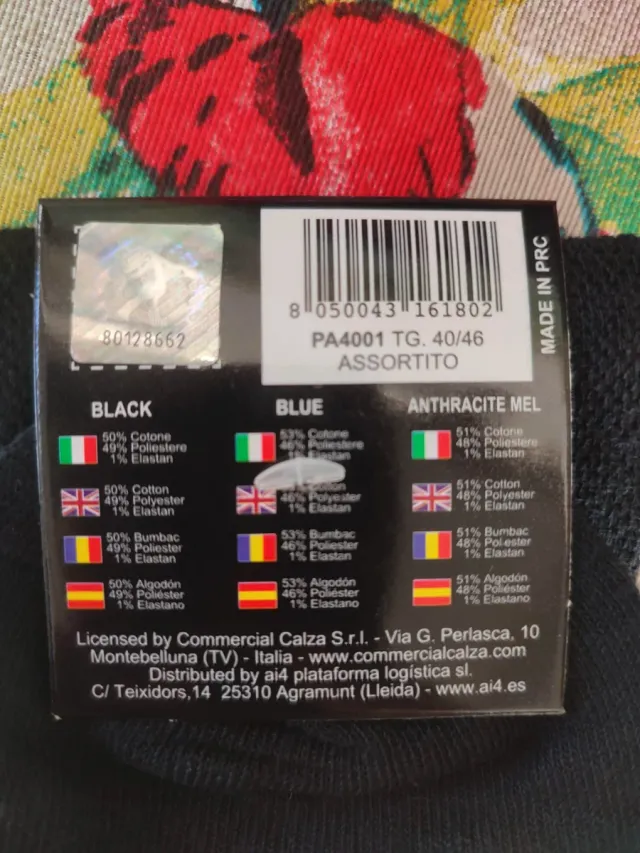 80128662
8 050043 161802
PA4001 TG. 40/46
ASSORTITO
MADE IN PRC
BLACK
50% Cotone
49% Poliestere
1% Elastan
50% Cotton
49% Polyester
1% Elastan
50% Bumbac
49% Poliester
1% Elastan
50% Algodón
49% Poliéster
1% Elastano
BLUE
53% Cotone
46% Poliestere
Elastan
Cotton
46% Polyester
1% Elastan
53% Bumbac
46% Poliester
1% Elastan
53% Algodón
46% Poliéster
1% Elastano
ANTHRACITE MEL
51% Cotone
48% Poliestere
1% Elastan
51% Cotton
48% Polyester
1% Elastan
51% Bumbac
48% Poliester
1% Elastan
51% Algodón
48% Poliéster
1% Elastano
Licensed by Commercial Calza S.r.l. - Via G. Perlasca, 10
Montebelluna (TV) - Italia - www.commercialcalza.com
Distributed by ai4 plataforma logística sl.
C/ Teixidors,14 25310 Agramunt (Lleida) - www.ai4.es